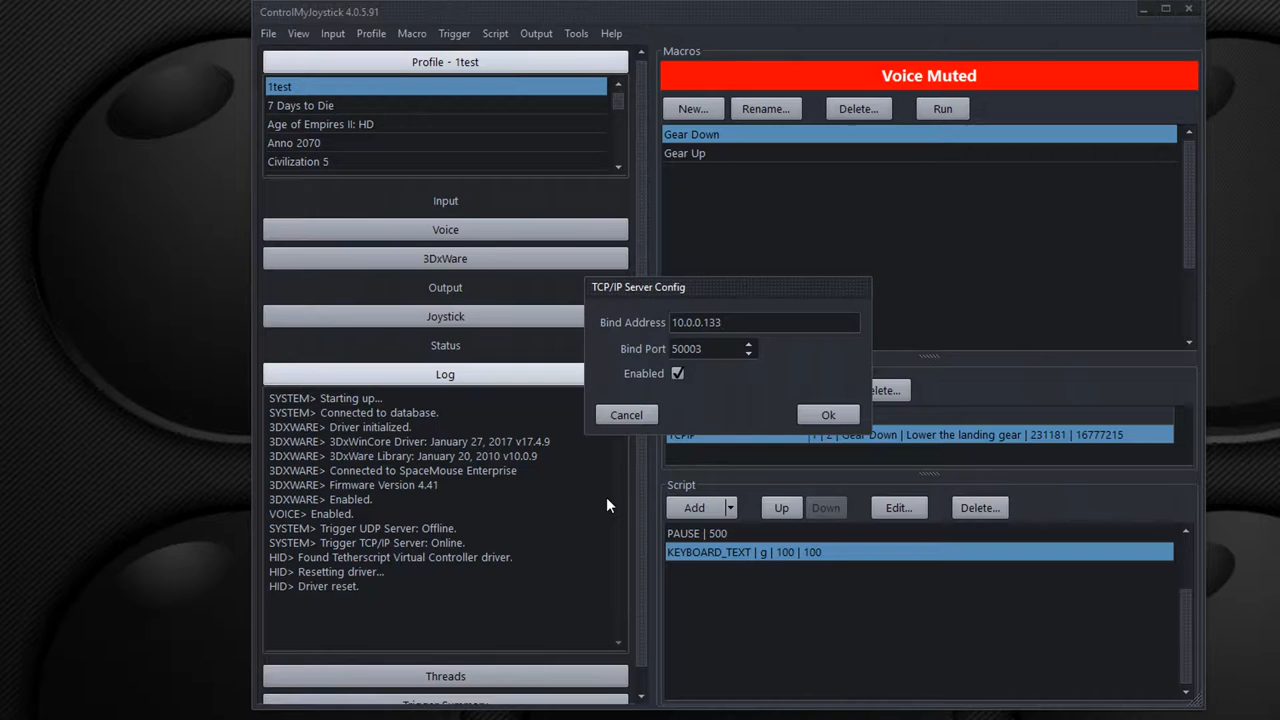 ControlMyJoystick 4.0.5.91
File View Input Profile Macro Trigger Script Output Tools Help
Profile - 1test
1test
7 Days to Die
Age of Empires II: HD
Anno 2070
Civilization 5
Input
Voice
3DxWare
Output
Joystick
Status
Log
SYSTEM> Starting up...
SYSTEM> Connected to database.
3DXWARE> Driver initialized.
3DXWARE> 3DxWinCore Driver: January 27, 2017 v17.4.9
3DXWARE> 3DxWare Library: January 20, 2010 v10.0.9
3DXWARE> Connected to SpaceMouse Enterprise
3DXWARE> Firmware Version 4.41
3DXWARE> Enabled.
VOICE> Enabled.
SYSTEM> Trigger UDP Server: Offline.
SYSTEM> Trigger TCP/IP Server: Online.
HID> Found Tetherscript Virtual Controller driver.
HID> Resetting driver...
HID> Driver reset.
Threads
Trigger Summary
Macros
Voice Muted
New... Rename... Delete... Run
Gear Down
Gear Up
TCP/IP Server Config
Bind Address 10.0.0.133
Bind Port 50003
Enabled
Cancel Ok
elete...
TCPIP | 1 | 2 | Gear Down | Lower the landing gear | 231181 | 16777215
Script
Add Up Down Edit... Delete...
PAUSE | 500
KEYBOARD_TEXT | g | 100 | 100